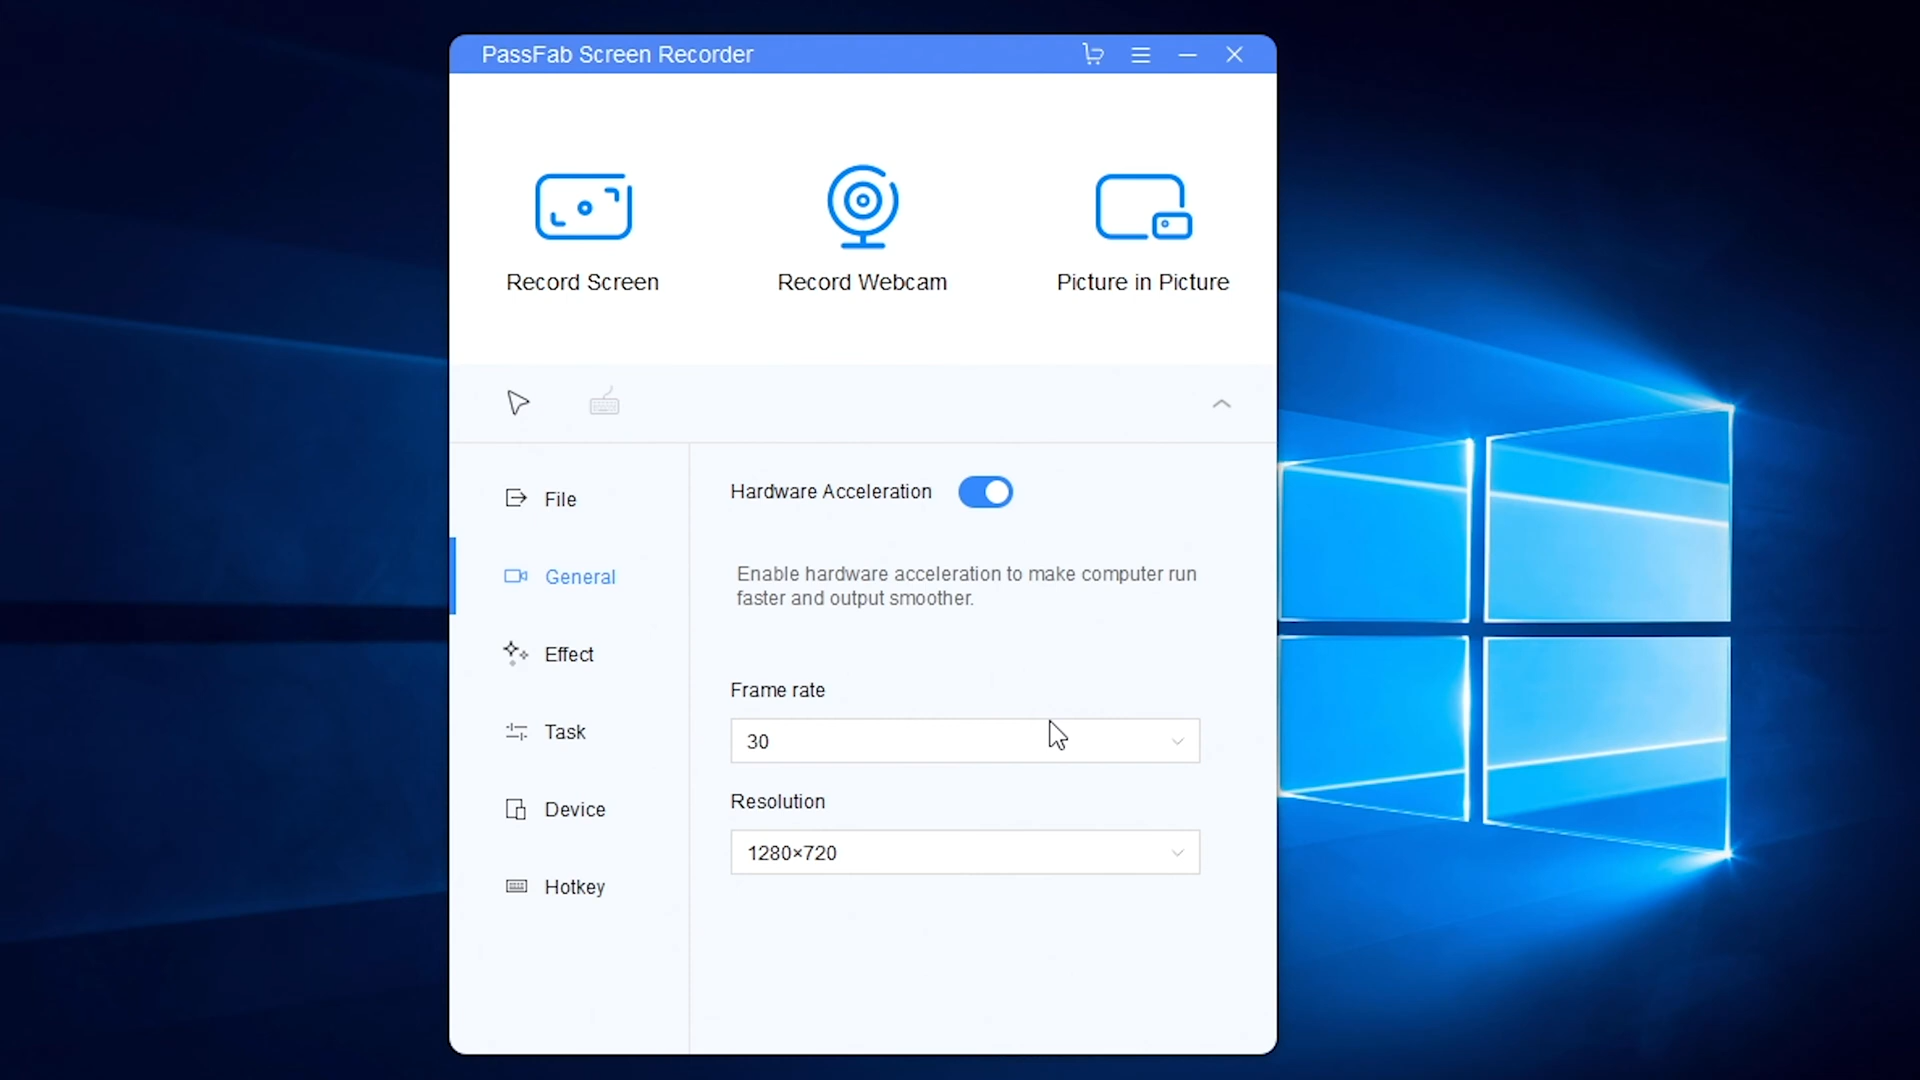 PassFab Screen Recorder
Record Screen
Record Webcam
Picture in Picture
File
General
Effect
Task
Device
Hotkey
Hardware Acceleration
Enable hardware acceleration to make computer run
faster and output smoother.
Frame rate
30
Resolution
1280×720